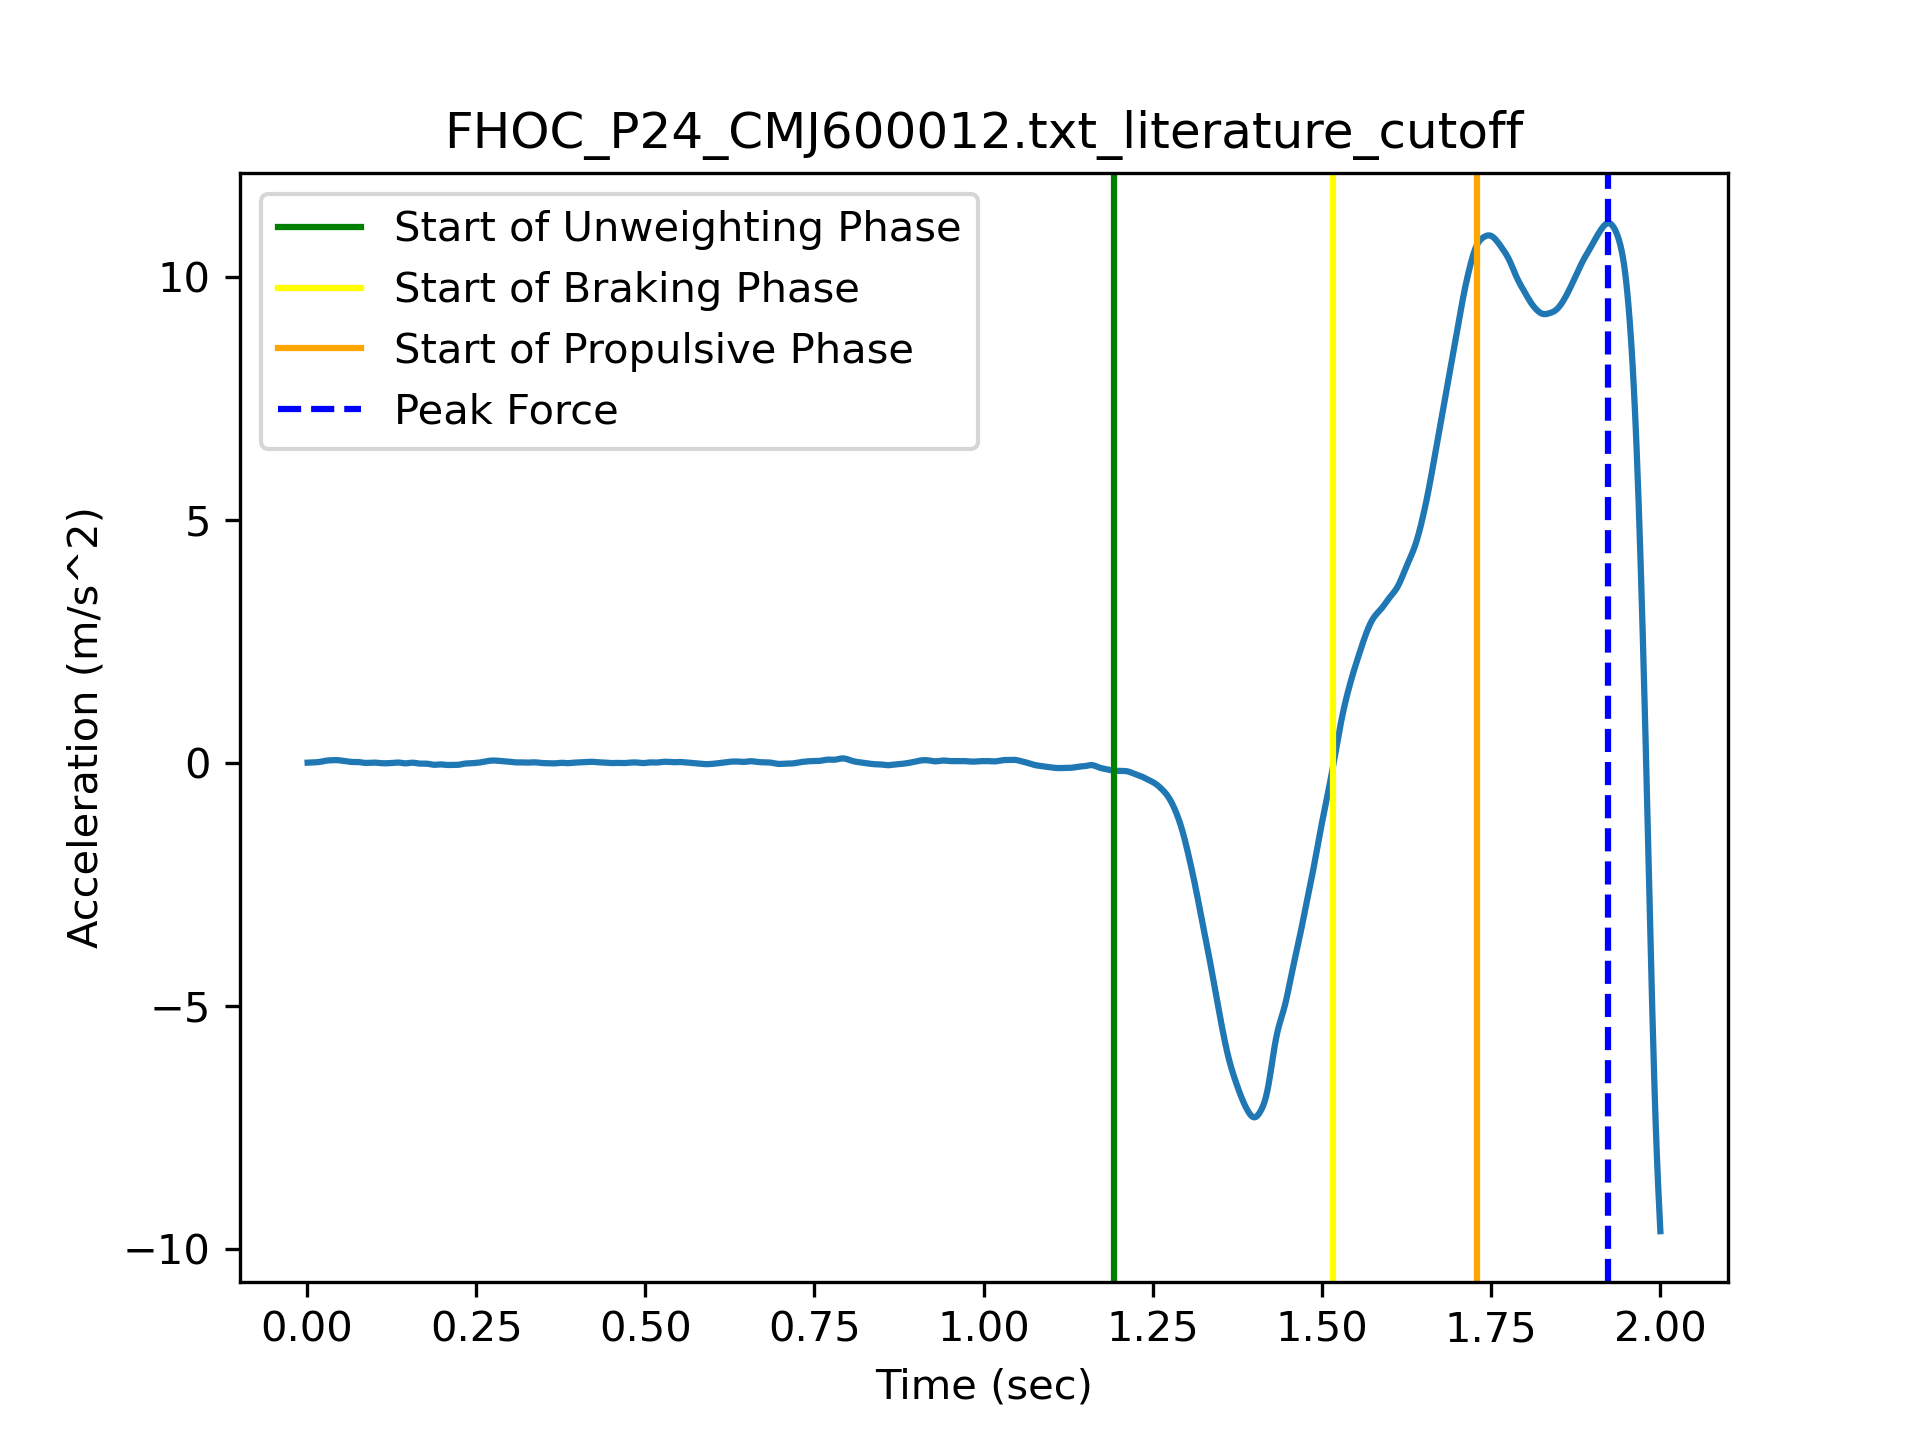 FHOC_P24_CMJ600012.txt_literature_cutoff
Start of Unweighting Phase
Start of Braking Phase
Start of Propulsive Phase
Peak Force
10
5
0
−5
−10
Acceleration (m/s^2)
0.00 0.25 0.50 0.75 1.00 1.25 1.50 1.75 2.00
Time (sec)